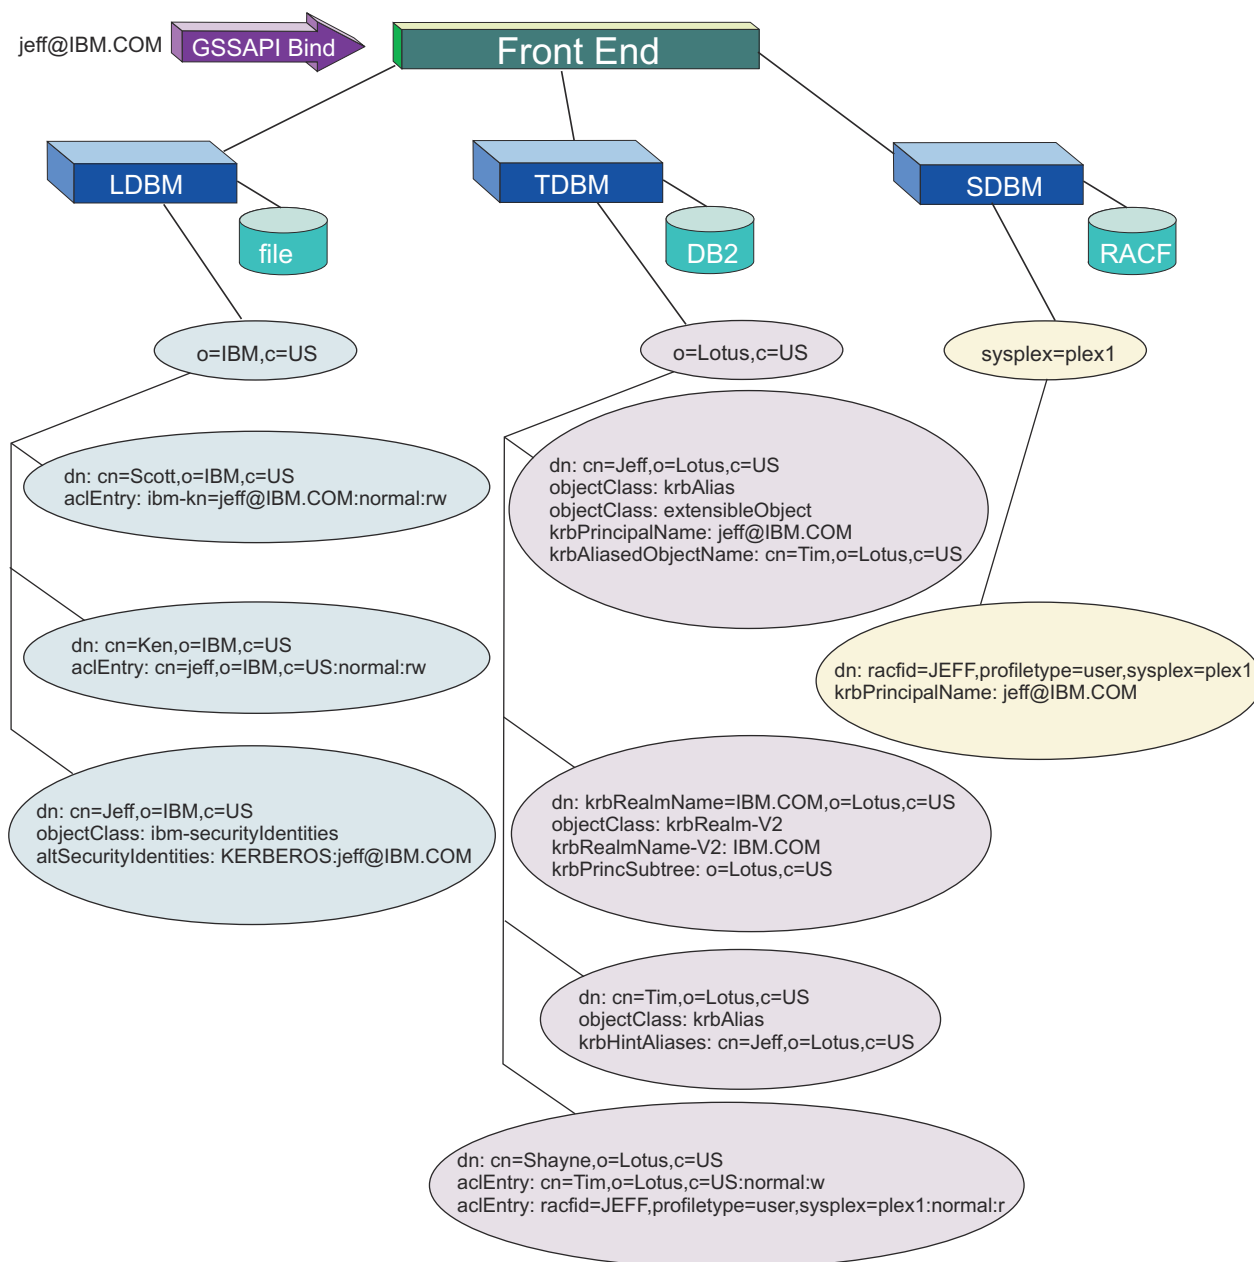 jeff@IBM.COM
GSSAPI Bind
Front End
LDBM
file
TDBM
DB2
SDBM
RACF
o=IBM,c=US
o=Lotus,c=US
sysplex=plex1
dn: cn=Scott,o=IBM,c=US
aclEntry: ibm-kn=jeff@IBM.COM:normal:rw
dn: cn=Ken,o=IBM,c=US
aclEntry: cn=jeff,o=IBM,c=US:normal:rw
dn: cn=Jeff,o=IBM,c=US
objectClass: ibm-securityIdentities
altSecurityIdentities: KERBEROS:jeff@IBM.COM
dn: cn=Jeff,o=Lotus,c=US
objectClass: krbAlias
objectClass: extensibleObject
krbPrincipalName: jeff@IBM.COM
krbAliasedObjectName: cn=Tim,o=Lotus,c=US
dn: krbRealmName=IBM.COM,o=Lotus,c=US
objectClass: krbRealm-V2
krbRealmName-V2: IBM.COM
krbPrincSubtree: o=Lotus,c=US
dn: cn=Tim,o=Lotus,c=US
objectClass: krbAlias
krbHintAliases: cn=Jeff,o=Lotus,c=US
dn: cn=Shayne,o=Lotus,c=US
aclEntry: cn=Tim,o=Lotus,c=US:normal:w
aclEntry: racfid=JEFF,profiletype=user,sysplex=plex1:normal:r
dn: racfid=JEFF,profiletype=user,sysplex=plex1
krbPrincipalName: jeff@IBM.COM